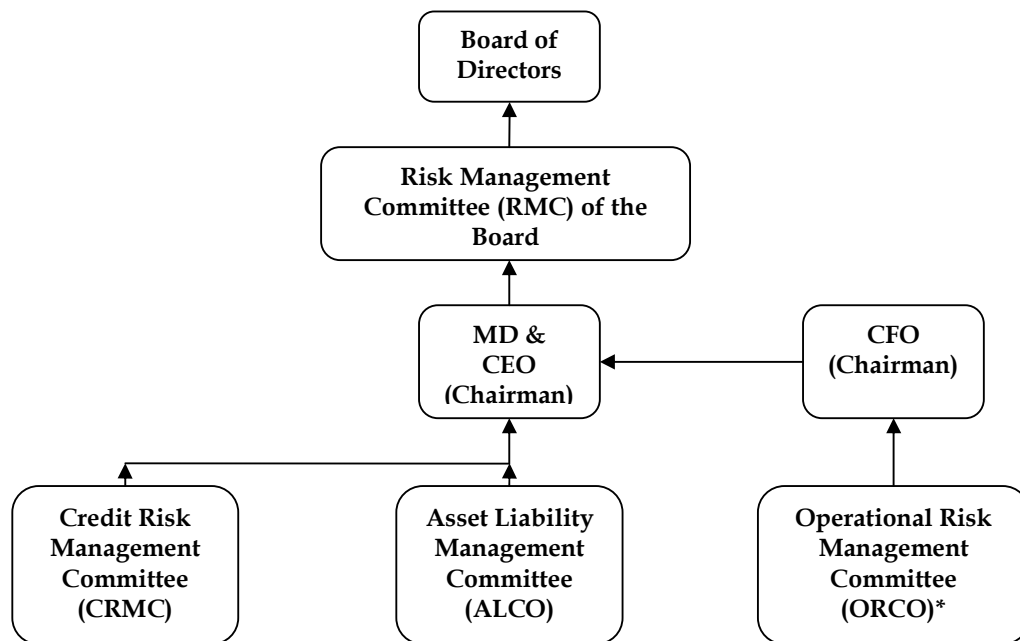 Board of
Directors
Risk Management
Committee (RMC) of the
Board
MD &
CEO
(Chairman)
CFO
(Chairman)
Credit Risk
Management
Committee
(CRMC)
Asset Liability
Management
Committee
(ALCO)
Operational Risk
Management
Committee
(ORCO)*